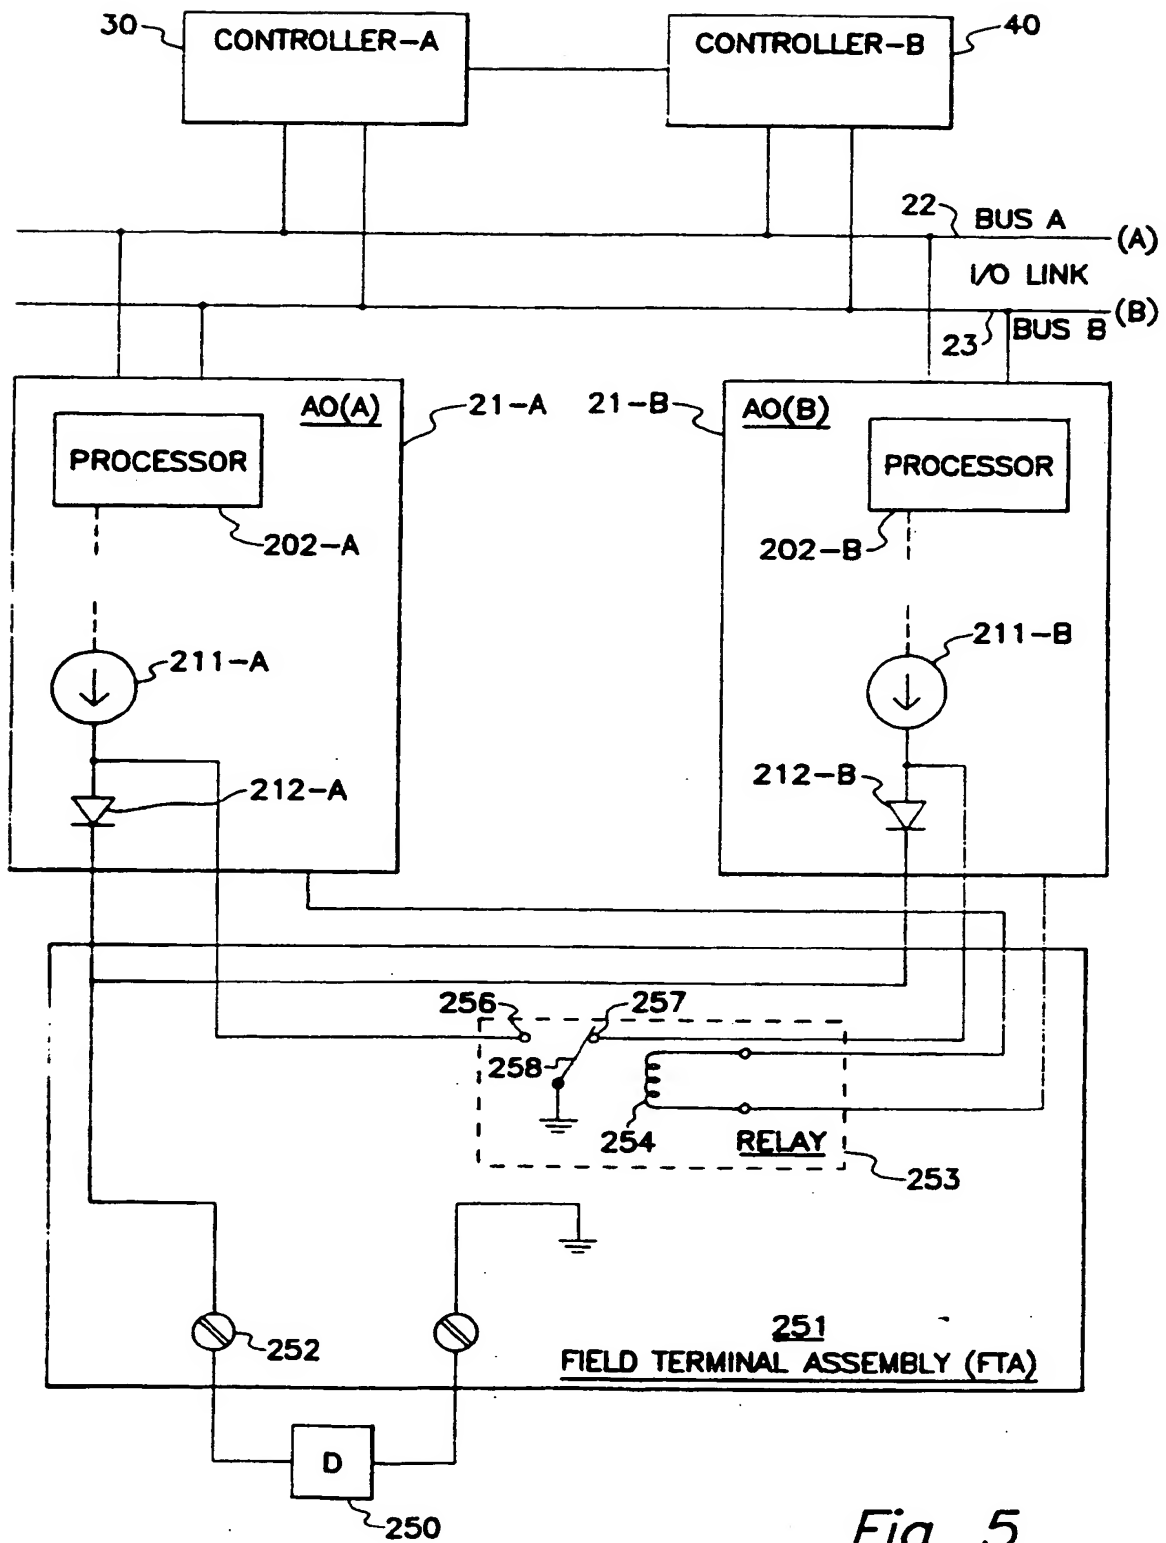 30
CONTROLLER-A
CONTROLLER-B
40
22
BUS A
(A)
I/O LINK
(B)
23
BUS B
AO(A)
21-A
21-B
AO(B)
PROCESSOR
PROCESSOR
202-A
202-B
211-A
211-B
212-A
212-B
256
257
258
254
RELAY
253
252
251
FIELD TERMINAL ASSEMBLY (FTA)
D
250
Fig. 5